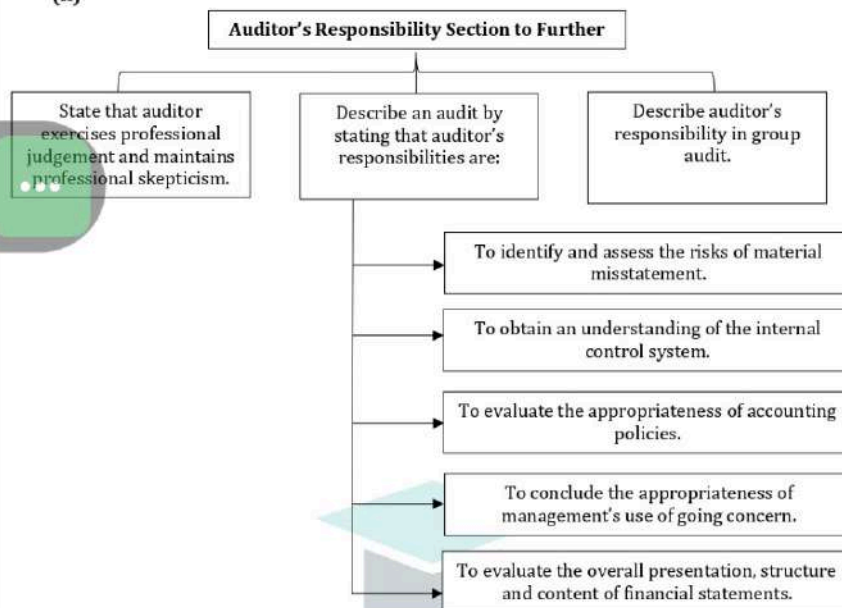 Auditor's Responsibility Section to Further
State that auditor
exercises professional
judgement and maintains
professional skepticism.
Describe an audit by
stating that auditor's
responsibilities are:
Describe auditor's
responsibility in group
audit.
To identify and assess the risks of material
misstatement.
To obtain an understanding of the internal
control system.
To evaluate the appropriateness of accounting
policies.
To conclude the appropriateness of
management's use of going concern.
To evaluate the overall presentation, structure
and content of financial statements.